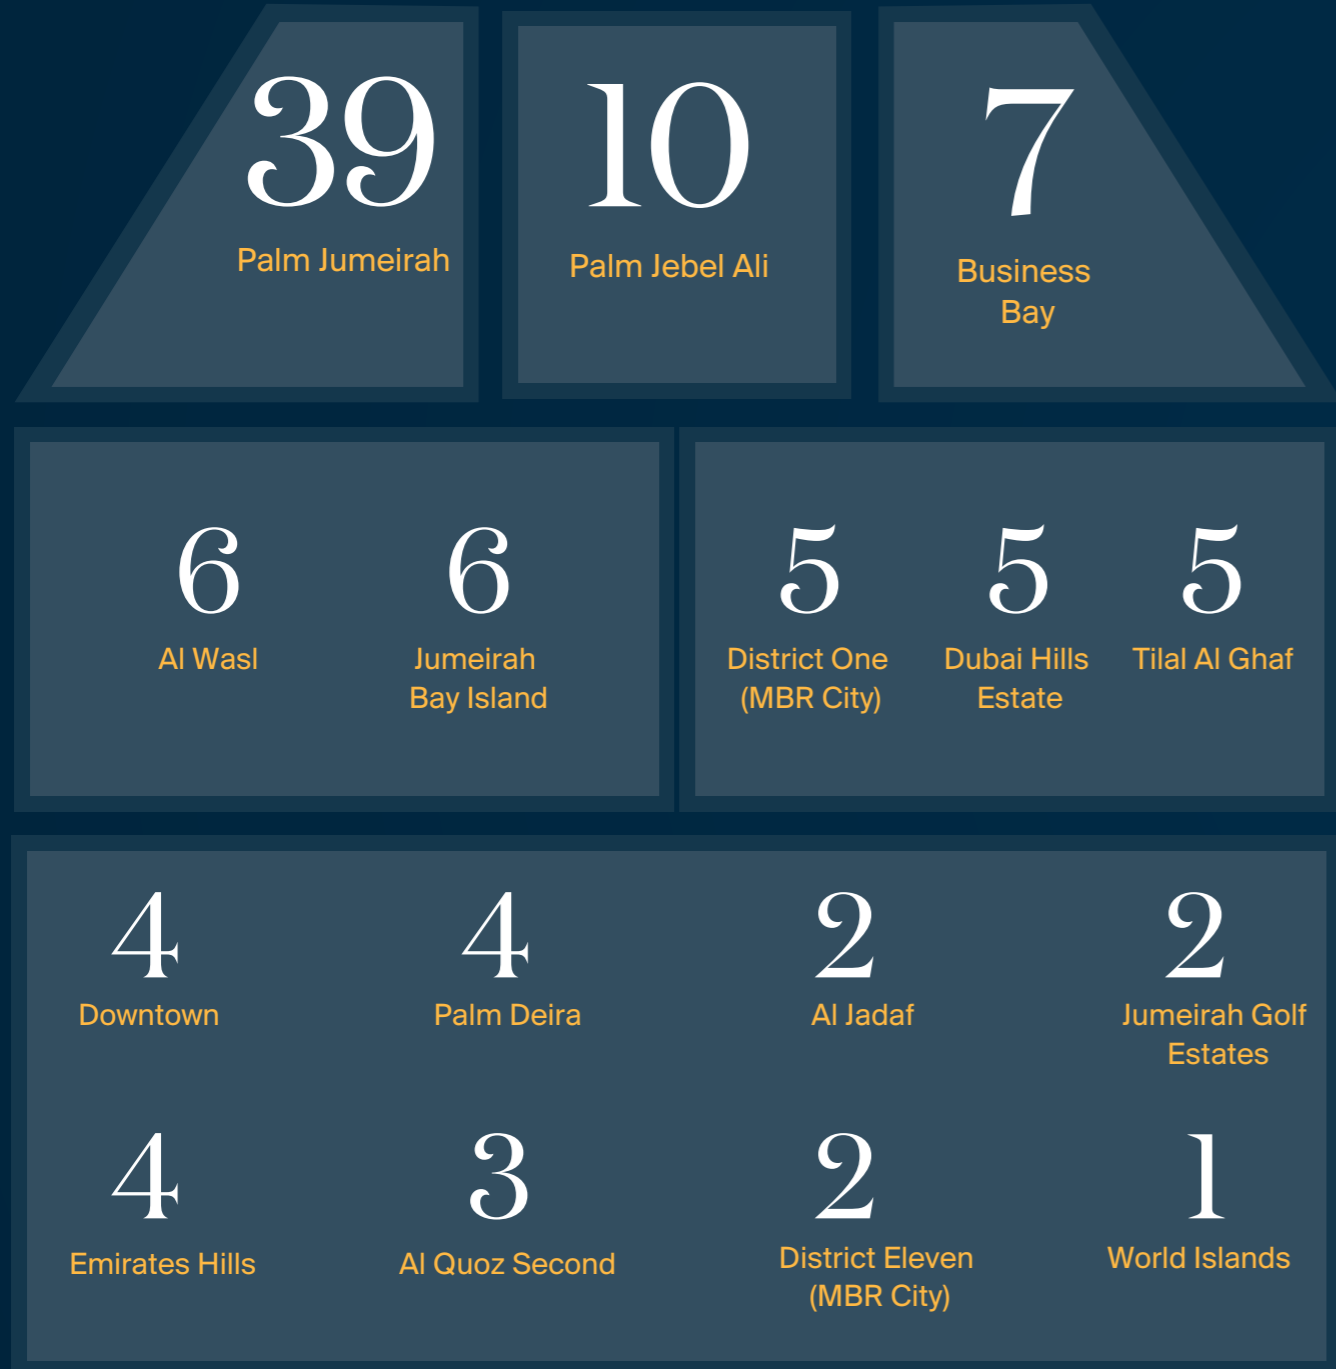 39
Palm Jumeirah
10
Palm Jebel Ali
7
Business
Bay
6
Al Wasl
6
Jumeirah
Bay Island
5
District One
(MBR City)
5
Dubai Hills
Estate
5
Tilal Al Ghaf
4
Downtown
4
Palm Deira
2
Al Jadaf
2
Jumeirah Golf
Estates
4
Emirates Hills
3
Al Quoz Second
2
District Eleven
(MBR City)
1
World Islands